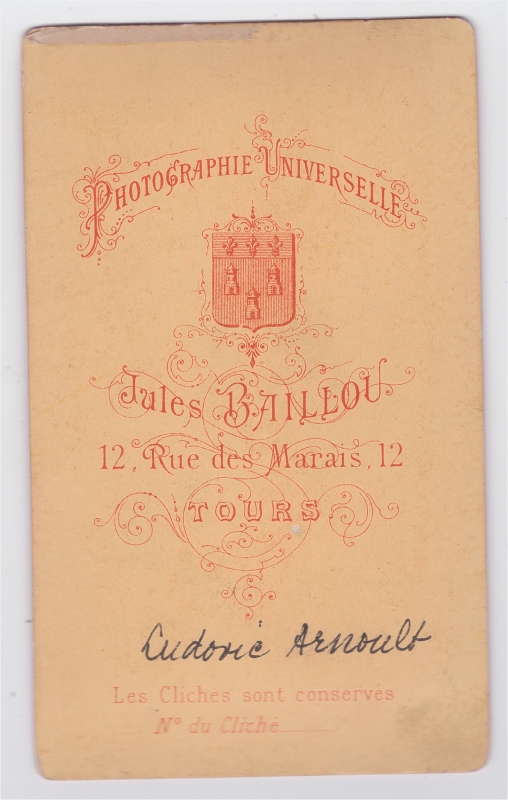 PHOTOGRAPHIE UNIVERSELLE
Jules BAILLOU
12, Rue des Marais, 12
TOURS
Ludovic Arnoult
Les Clichés sont conservés
N° du Cliché